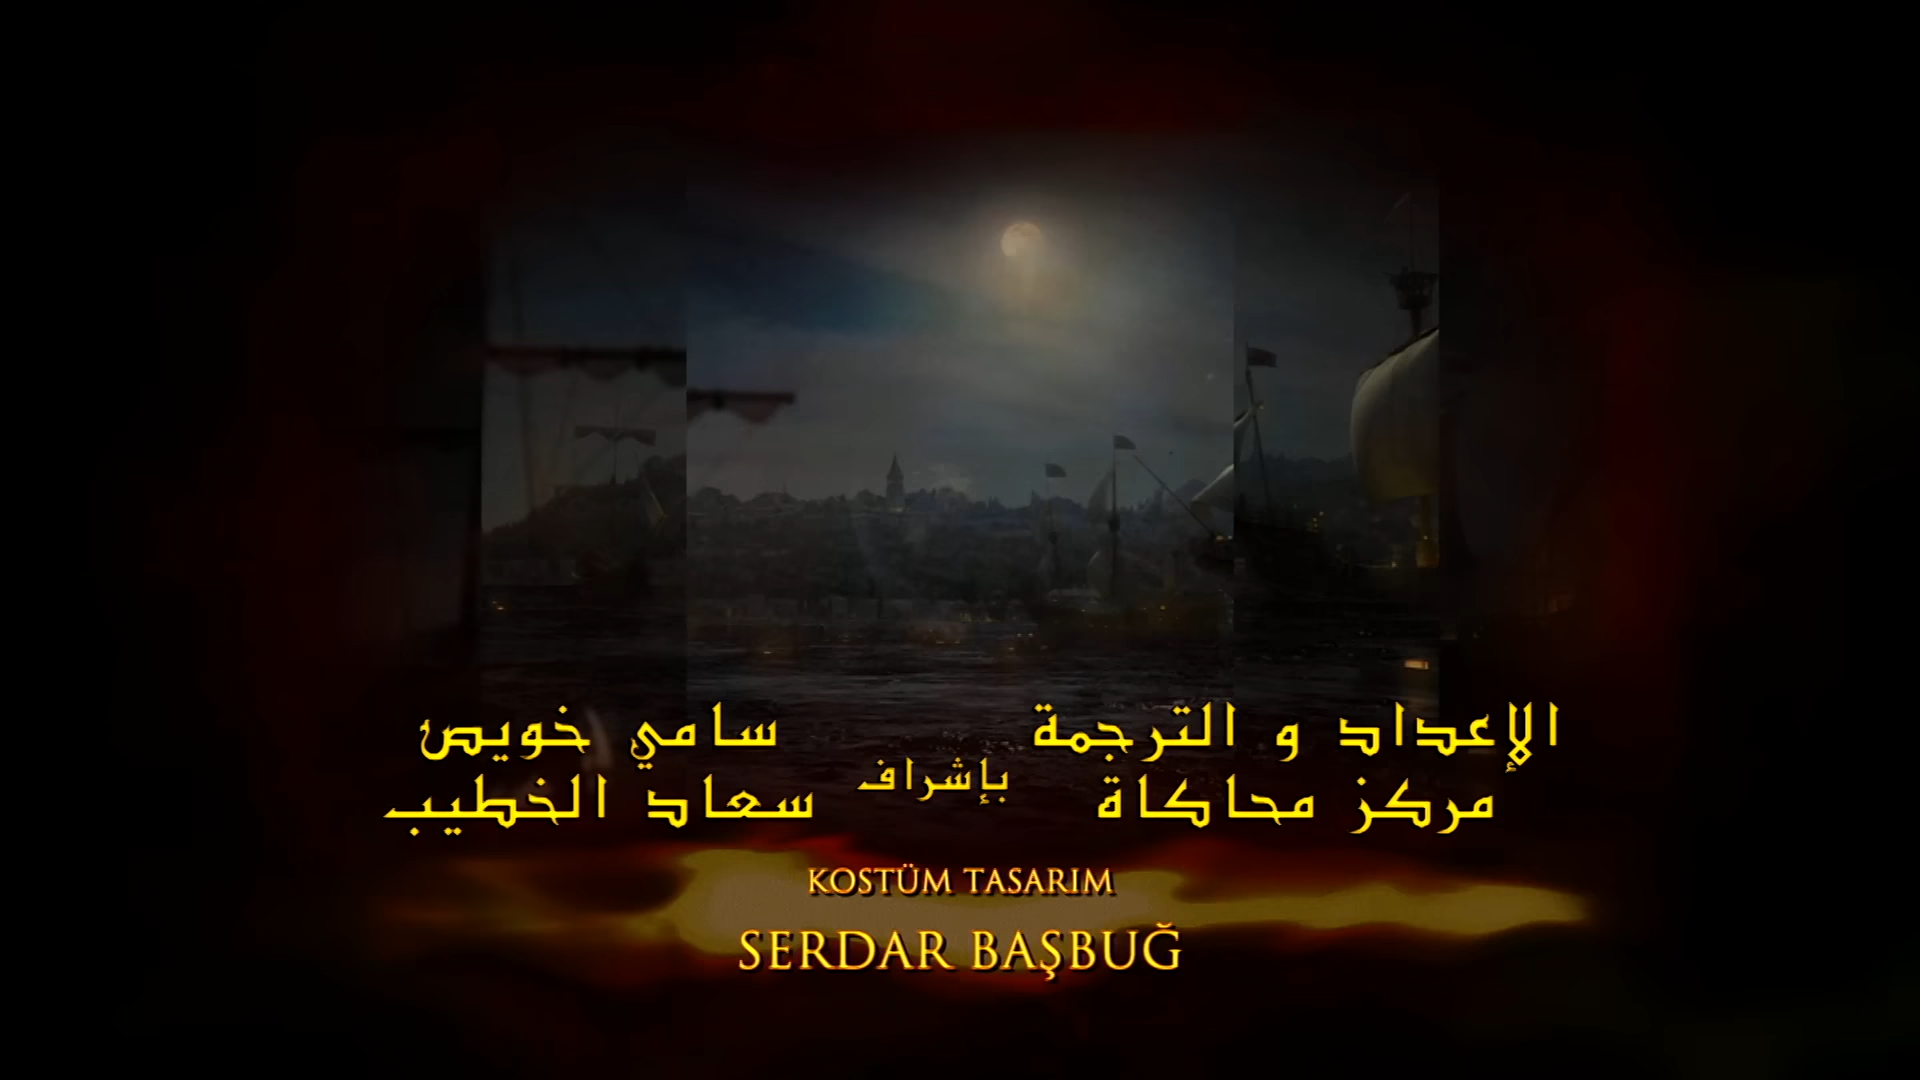 الإعداد و الترجمة
مركز محاكاة
بإشراف
سامي خويص
سعاد الخطيب
KOSTÜM TASARIM
SERDAR BAŞBUĞ